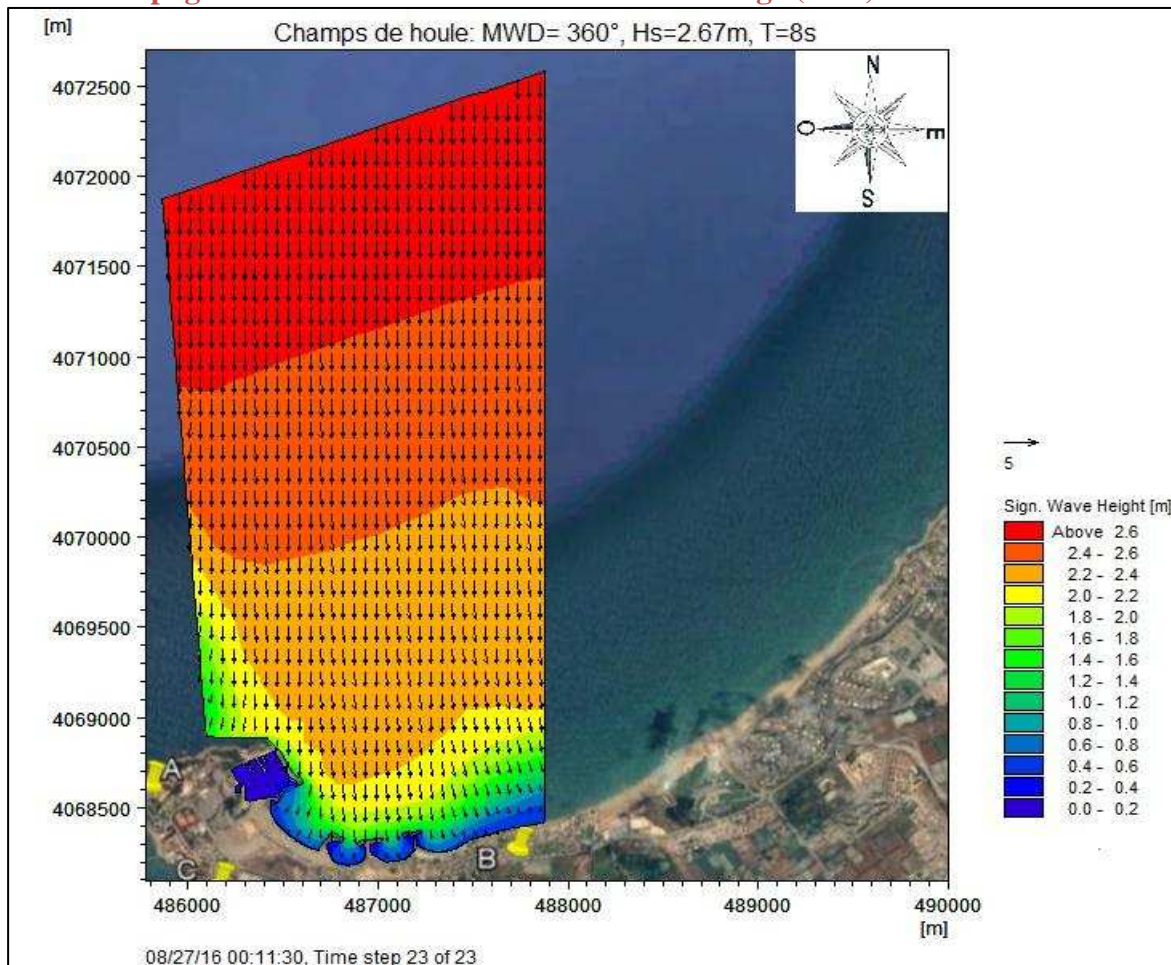 [m]
Champs de houle: MWD= 360°, Hs=2.67m, T=8s
N
O
E
S
4072500
4072000
4071500
4071000
4070500
4070000
4069500
4069000
4068500
A
B
C
5
Sign. Wave Height [m]
Above 2.6
2.4 - 2.6
2.2 - 2.4
2.0 - 2.2
1.8 - 2.0
1.6 - 1.8
1.4 - 1.6
1.2 - 1.4
1.0 - 1.2
0.8 - 1.0
0.6 - 0.8
0.4 - 0.6
0.2 - 0.4
0.0 - 0.2
486000 487000 488000 489000 490000
[m]
08/27/16 00:11:30, Time step 23 of 23